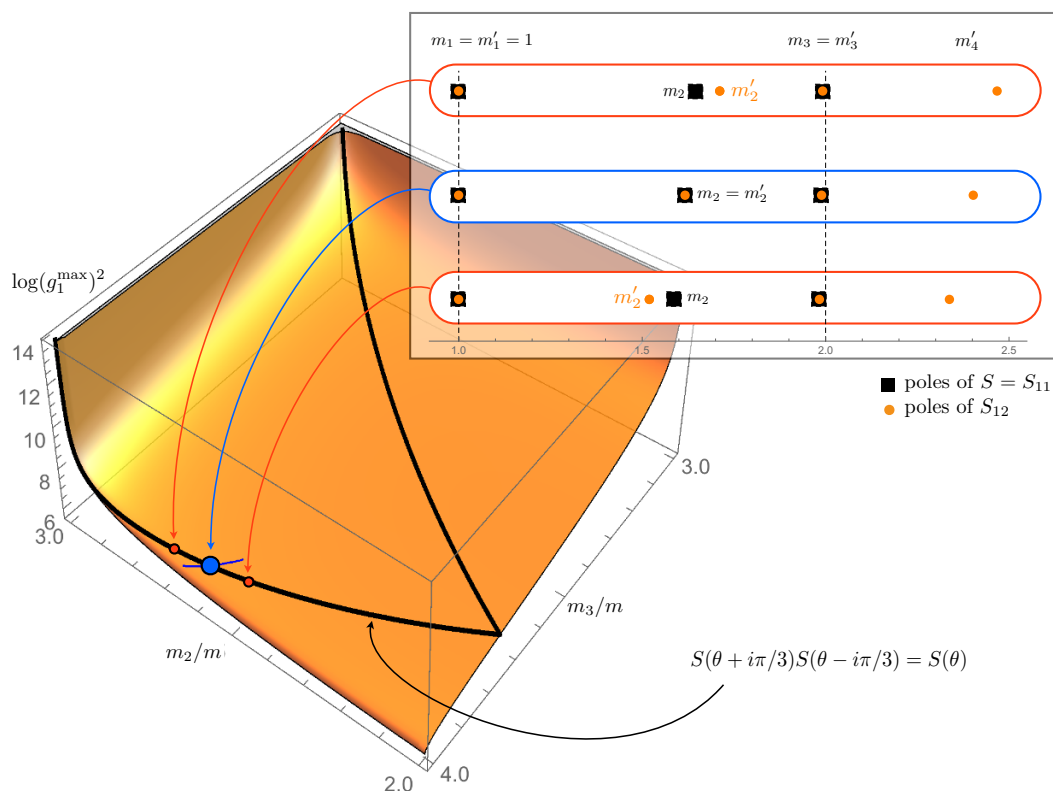 m₁ = m′₁ = 1
m₃ = m′₃
m′₄
m₂
m′₂
m₂ = m′₂
m′₂
m₂
1.0
1.5
2.0
2.5
poles of S = S₁₁
poles of S₁₂
log(g₁^max)²
14
12
10
8
6
3.0
3.0
m₃/m
m₂/m
S(θ + iπ/3)S(θ − iπ/3) = S(θ)
2.0
4.0